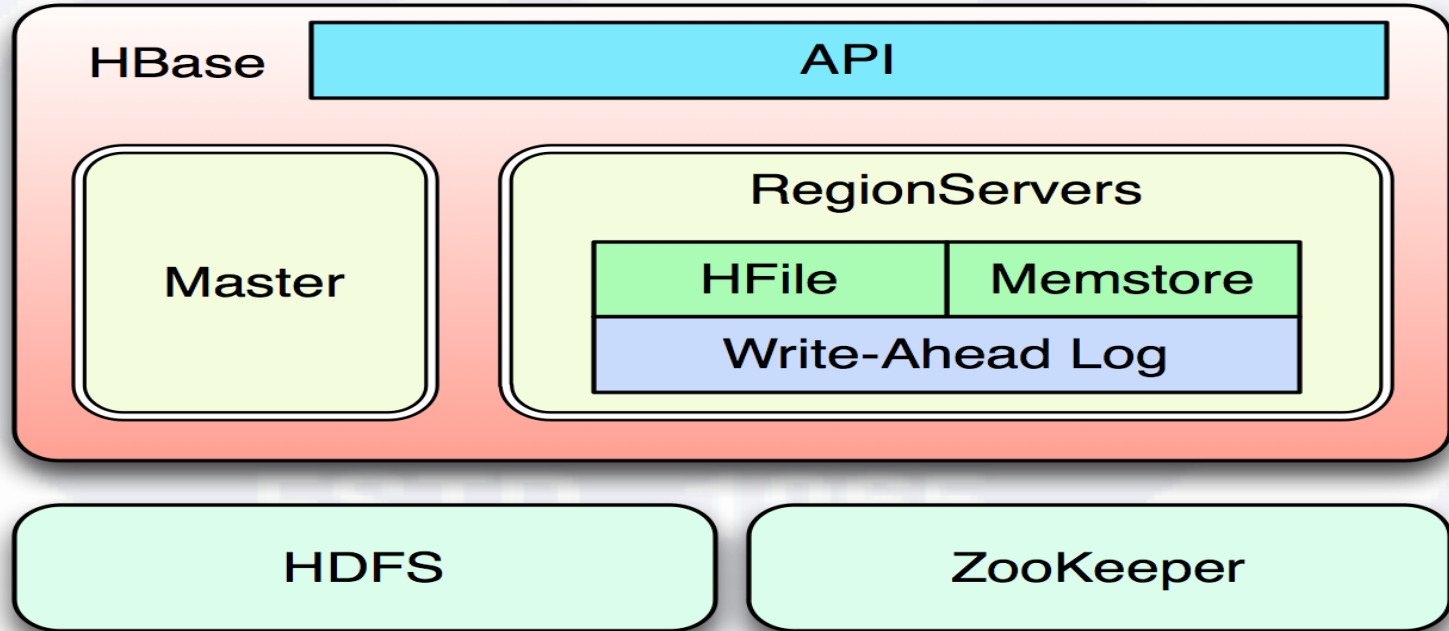 HBase
API
Master
RegionServers
HFile
Memstore
Write-Ahead Log
HDFS
ZooKeeper